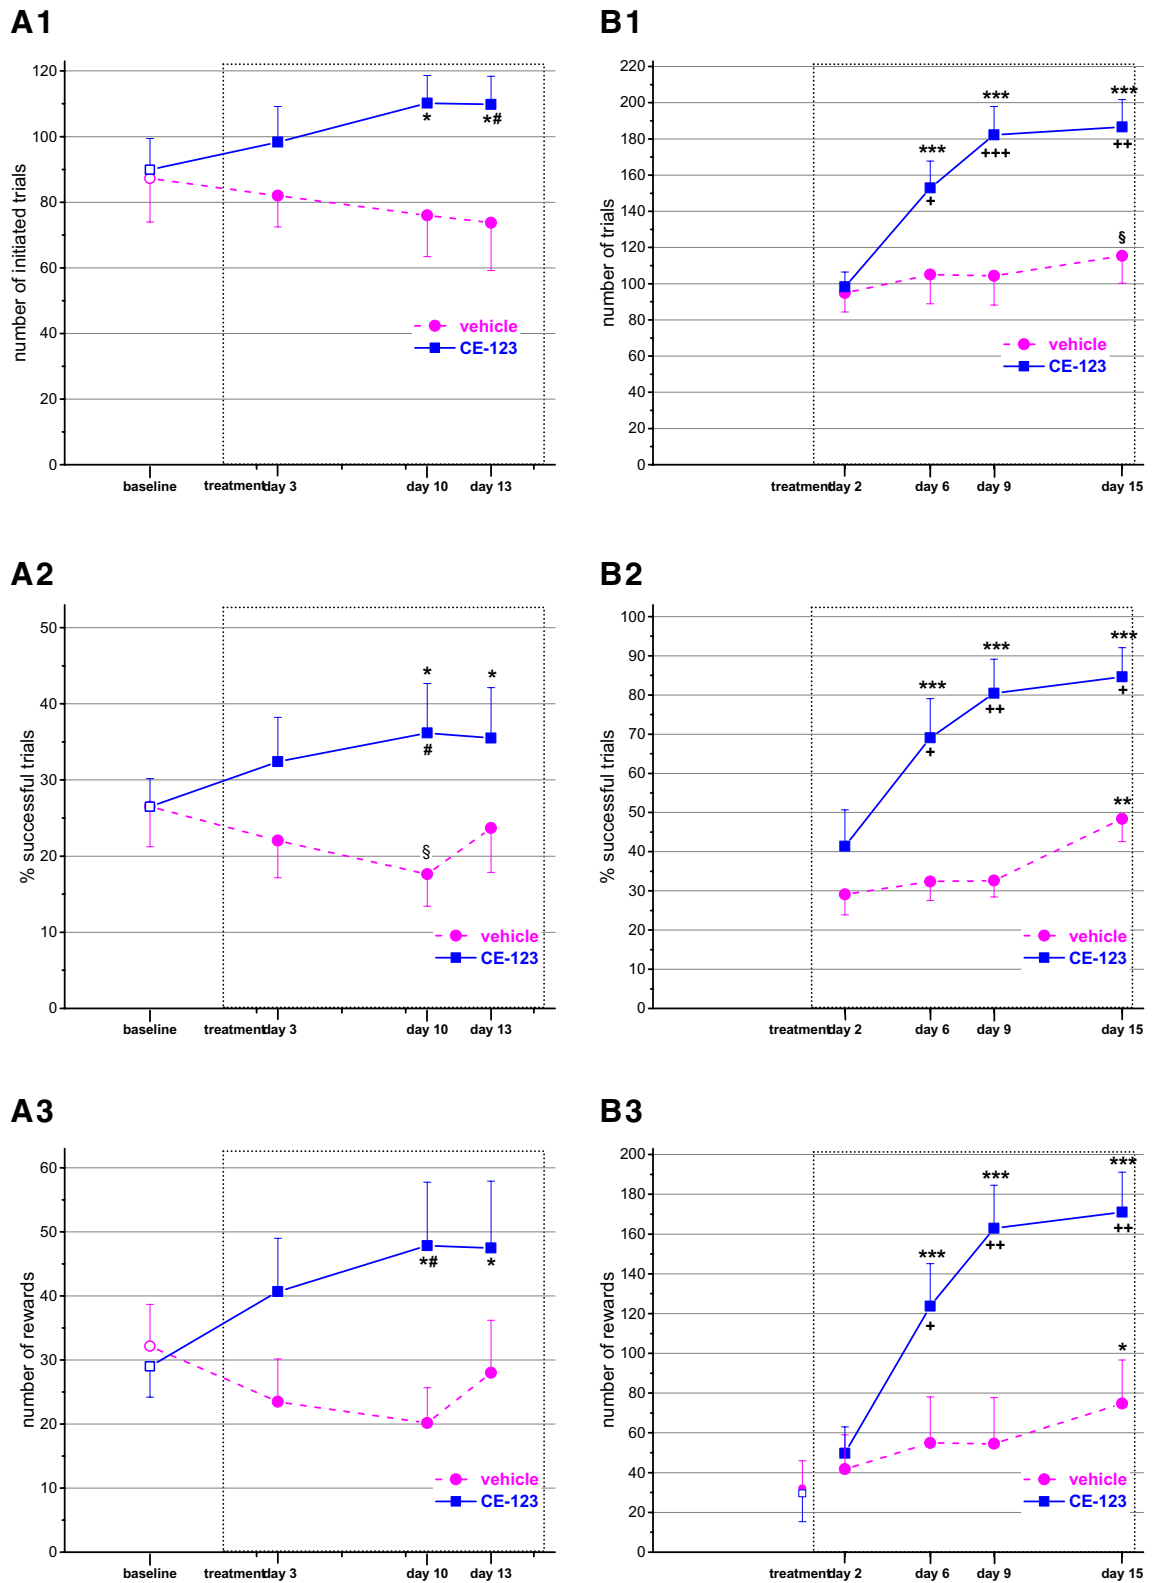 A1
120
100
80
60
40
20
0
number of initiated trials
*
*#
vehicle
CE-123
baseline
treatment
day 3
day 10
day 13
B1
220
200
180
160
140
120
100
80
60
40
20
0
number of trials
***
***
***
+
+++
++
§
vehicle
CE-123
treatment
day 2
day 6
day 9
day 15
A2
50
40
30
20
10
0
% successful trials
*
*
#
§
vehicle
CE-123
baseline
treatment
day 3
day 10
day 13
B2
100
90
80
70
60
50
40
30
20
10
0
% successful trials
***
***
***
+
++
+
**
vehicle
CE-123
treatment
day 2
day 6
day 9
day 15
A3
60
50
40
30
20
10
0
number of rewards
*#
*
vehicle
CE-123
baseline
treatment
day 3
day 10
day 13
B3
200
180
160
140
120
100
80
60
40
20
0
number of rewards
***
***
***
+
++
++
*
vehicle
CE-123
treatment
day 2
day 6
day 9
day 15